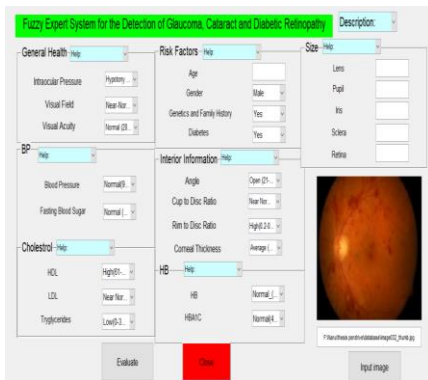 Fuzzy Expert System for the Detection of Glaucoma, Cataract and Diabetic Retinopathy
Description:
General Health
Help:
Intraocular Pressure
Hypotony ...
Visual Field
Near-Nor...
Visual Acuity
Normal (20...
BP
Help:
Blood Pressure
Normal(9...
Fasting Blood Sugar
Normal (...
Cholestrol
Help:
HDL
High(61-...
LDL
Near Nor...
Tryglycerides
Low(0-3...
Risk Factors
Help:
Age
Gender
Male
Genetics and Family History
Yes
Diabetes
Yes
Interior Information
Help:
Angle
Open (21-...
Cup to Disc Ratio
Near Nor...
Rim to Disc Ratio
High(0.2-0...
Corneal Thickness
Average (...
HB
Help:
HB
Normal_(...
HBA1C
Normal(4...
Size
Help:
Lens
Pupil
Iris
Sclera
Retina
Evaluate
Close
Input image